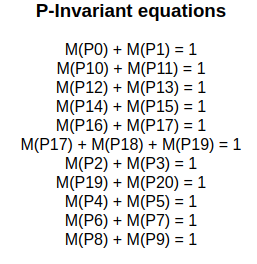 P-Invariant equations
M(P0) + M(P1) = 1
M(P10) + M(P11) = 1
M(P12) + M(P13) = 1
M(P14) + M(P15) = 1
M(P16) + M(P17) = 1
M(P17) + M(P18) + M(P19) = 1
M(P2) + M(P3) = 1
M(P19) + M(P20) = 1
M(P4) + M(P5) = 1
M(P6) + M(P7) = 1
M(P8) + M(P9) = 1